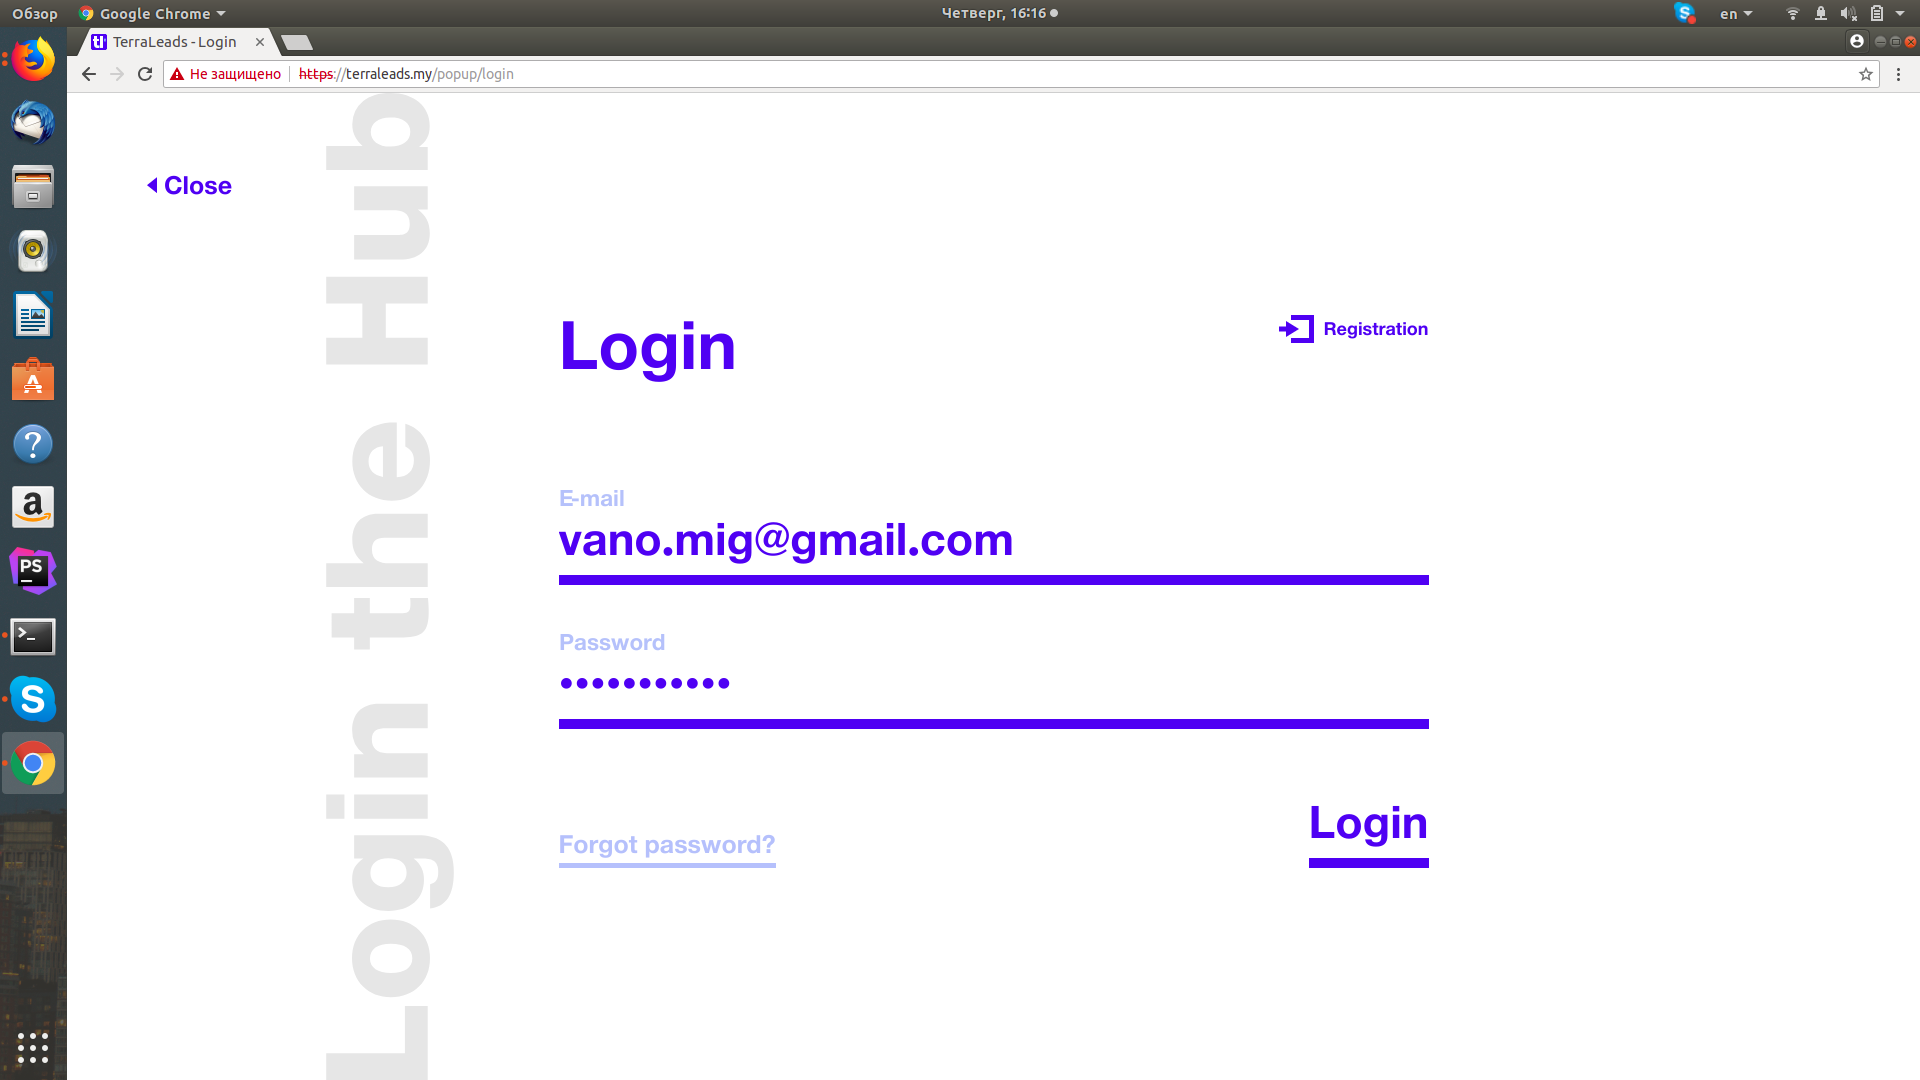 Обзор
Google Chrome
Четверг, 16:16
en
TerraLeads - Login
Не защищено
https://terraleads.my/popup/login
Close
Login the Hub
Login
Registration
E-mail
vano.mig@gmail.com
Password
•••••••••••
Forgot password?
Login
PS